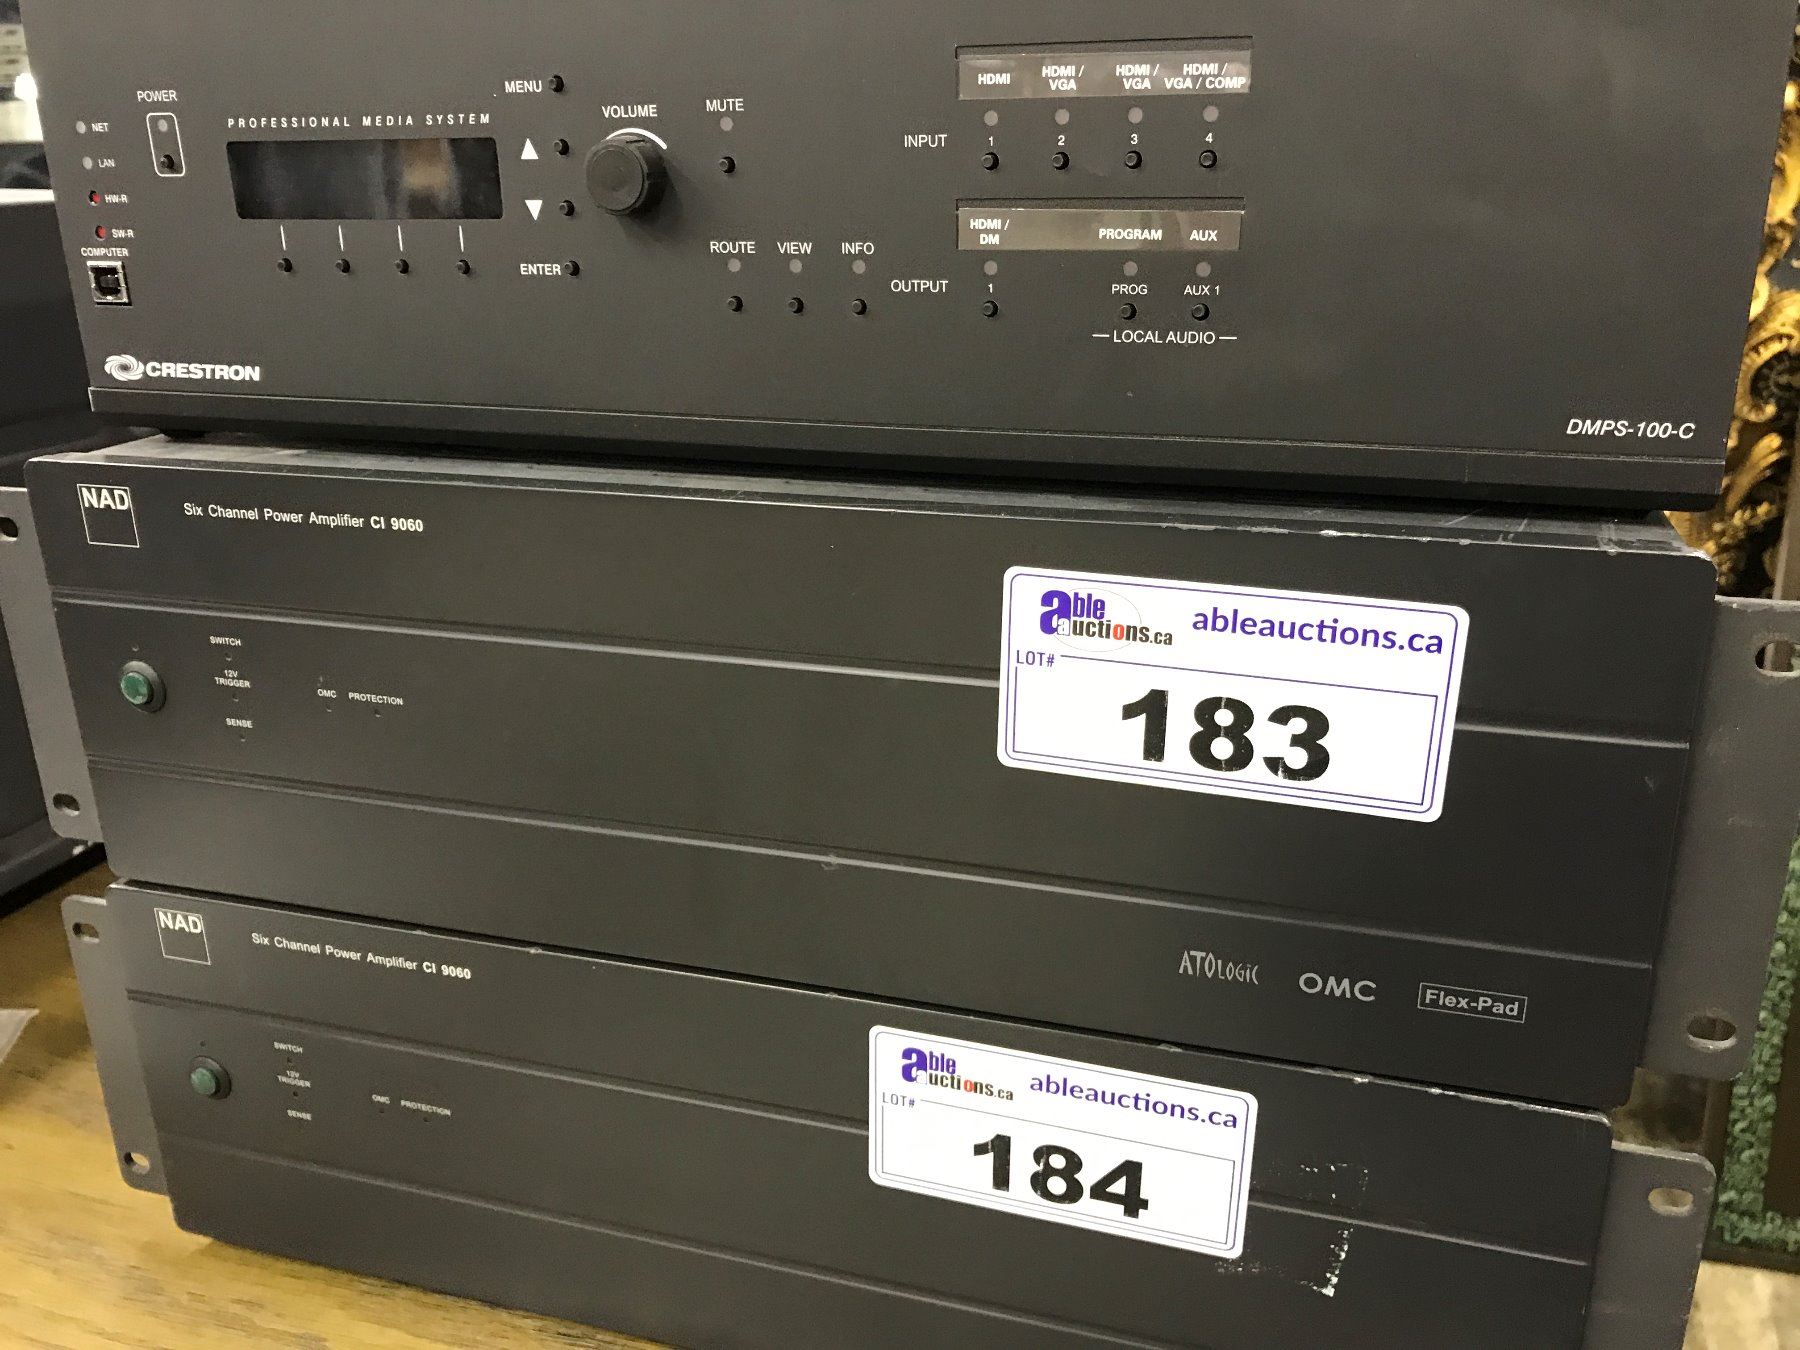 POWER
NET
LAN
HW-R
SW-R
COMPUTER
PROFESSIONAL MEDIA SYSTEM
MENU
ENTER
VOLUME
MUTE
ROUTE VIEW INFO
HDMI HDMI / VGA HDMI / VGA HDMI / VGA / COMP
INPUT 1 2 3 4
HDMI / DM PROGRAM AUX
OUTPUT 1 PROG AUX 1
LOCAL AUDIO
CRESTRON
DMPS-100-C
NAD
Six Channel Power Amplifier CI 9060
SWITCH
12V
TRIGGER
SENSE
OMC PROTECTION
able auctions.ca
ableauctions.ca
LOT#
183
ATOLOGIC OMC Flex-Pad
NAD
Six Channel Power Amplifier CI 9060
SWITCH
12V
TRIGGER
SENSE
OMC PROTECTION
able auctions.ca
ableauctions.ca
LOT#
184